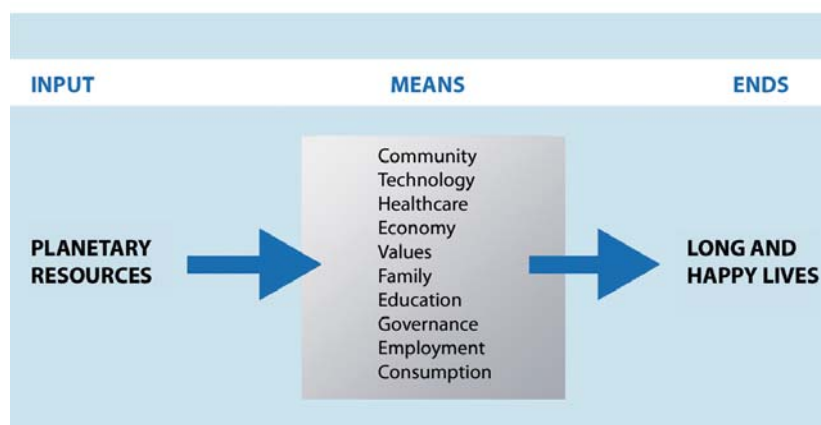 INPUT
MEANS
ENDS
PLANETARY
RESOURCES
Community
Technology
Healthcare
Economy
Values
Family
Education
Governance
Employment
Consumption
LONG AND
HAPPY LIVES